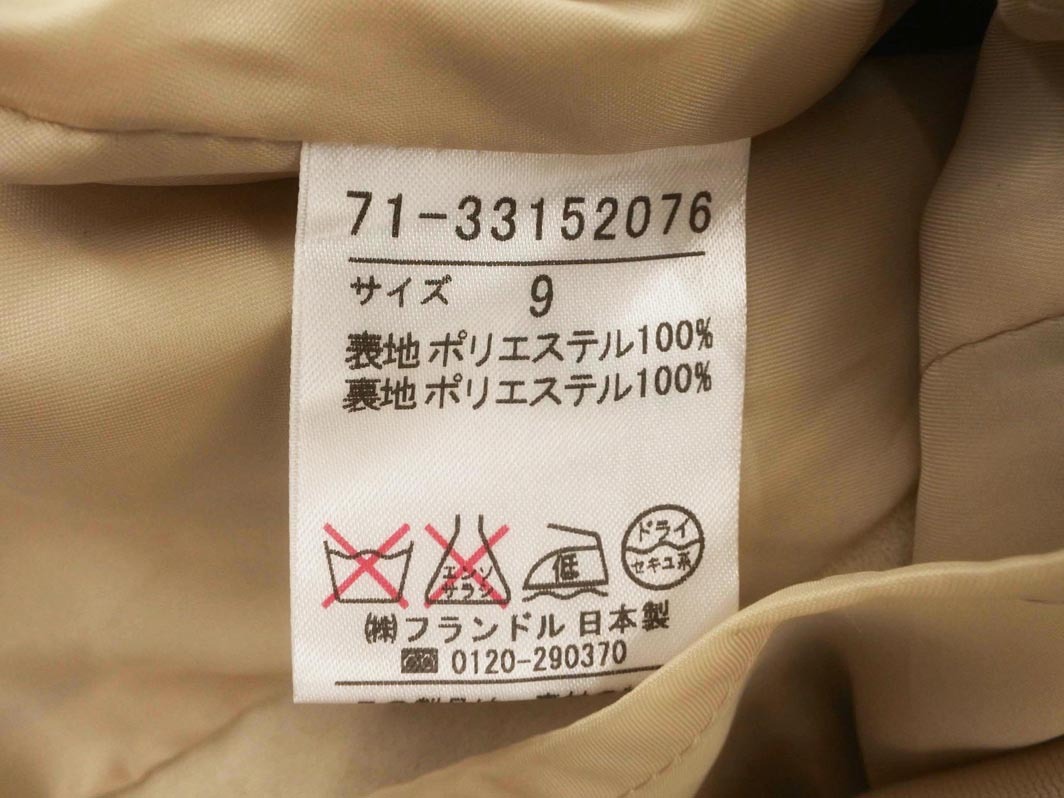 71-33152076
サイズ 9
表地 ポリエステル100%
裏地 ポリエステル100%
エンソ
サラシ
低
ドライ
セキユ系
㈱フランドル 日本製
0120-290370